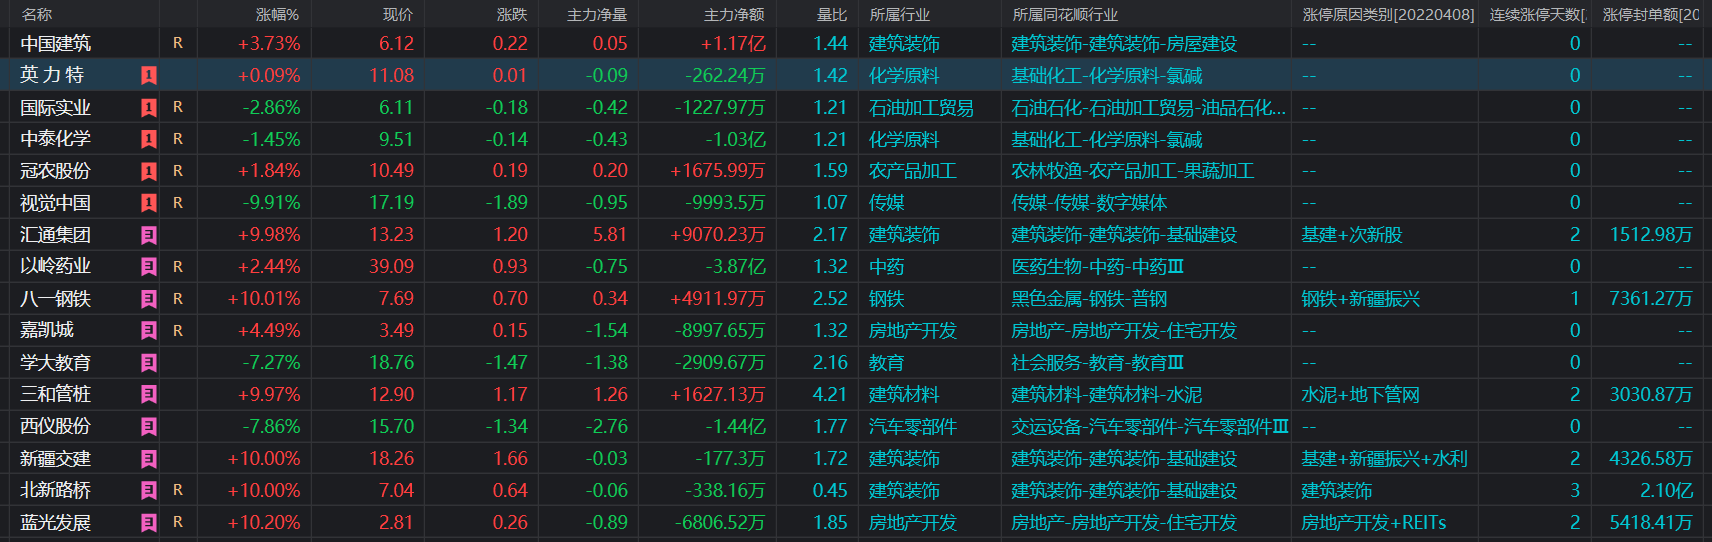 名称 涨幅% 现价 涨跌 主力净量 主力净额 量比 所属行业 所属同花顺行业 涨停原因类别[20220408] 连续涨停天数[ 涨停封单额[20
中国建筑 R +3.73% 6.12 0.22 0.05 +1.17亿 1.44 建筑装饰 建筑装饰-建筑装饰-房屋建设 -- 0 --
英力特 1 +0.09% 11.08 0.01 -0.09 -262.24万 1.42 化学原料 基础化工-化学原料-氯碱 -- 0 --
国际实业 1 R -2.86% 6.11 -0.18 -0.42 -1227.97万 1.21 石油加工贸易 石油石化-石油加工贸易-油品石化... -- 0 --
中泰化学 1 R -1.45% 9.51 -0.14 -0.43 -1.03亿 1.21 化学原料 基础化工-化学原料-氯碱 -- 0 --
冠农股份 1 R +1.84% 10.49 0.19 0.20 +1675.99万 1.59 农产品加工 农林牧渔-农产品加工-果蔬加工 -- 0 --
视觉中国 1 R -9.91% 17.19 -1.89 -0.95 -9993.5万 1.07 传媒 传媒-传媒-数字媒体 -- 0 --
汇通集团 3 +9.98% 13.23 1.20 5.81 +9070.23万 2.17 建筑装饰 建筑装饰-建筑装饰-基础建设 基建+次新股 2 1512.98万
以岭药业 3 R +2.44% 39.09 0.93 -0.75 -3.87亿 1.32 中药 医药生物-中药-中药Ⅲ -- 0 --
八一钢铁 3 R +10.01% 7.69 0.70 0.34 +4911.97万 2.52 钢铁 黑色金属-钢铁-普钢 钢铁+新疆振兴 1 7361.27万
嘉凯城 3 R +4.49% 3.49 0.15 -1.54 -8997.65万 1.32 房地产开发 房地产-房地产开发-住宅开发 -- 0 --
学大教育 3 -7.27% 18.76 -1.47 -1.38 -2909.67万 2.16 教育 社会服务-教育-教育Ⅲ -- 0 --
三和管桩 3 +9.97% 12.90 1.17 1.26 +1627.13万 4.21 建筑材料 建筑材料-建筑材料-水泥 水泥+地下管网 2 3030.87万
西仪股份 3 -7.86% 15.70 -1.34 -2.76 -1.44亿 1.77 汽车零部件 交运设备-汽车零部件-汽车零部件Ⅲ -- 0 --
新疆交建 3 +10.00% 18.26 1.66 -0.03 -177.3万 1.72 建筑装饰 建筑装饰-建筑装饰-基础建设 基建+新疆振兴+水利 2 4326.58万
北新路桥 3 R +10.00% 7.04 0.64 -0.06 -338.16万 0.45 建筑装饰 建筑装饰-建筑装饰-基础建设 建筑装饰 3 2.10亿
蓝光发展 3 R +10.20% 2.81 0.26 -0.89 -6806.52万 1.85 房地产开发 房地产-房地产开发-住宅开发 房地产开发+REITs 2 5418.41万